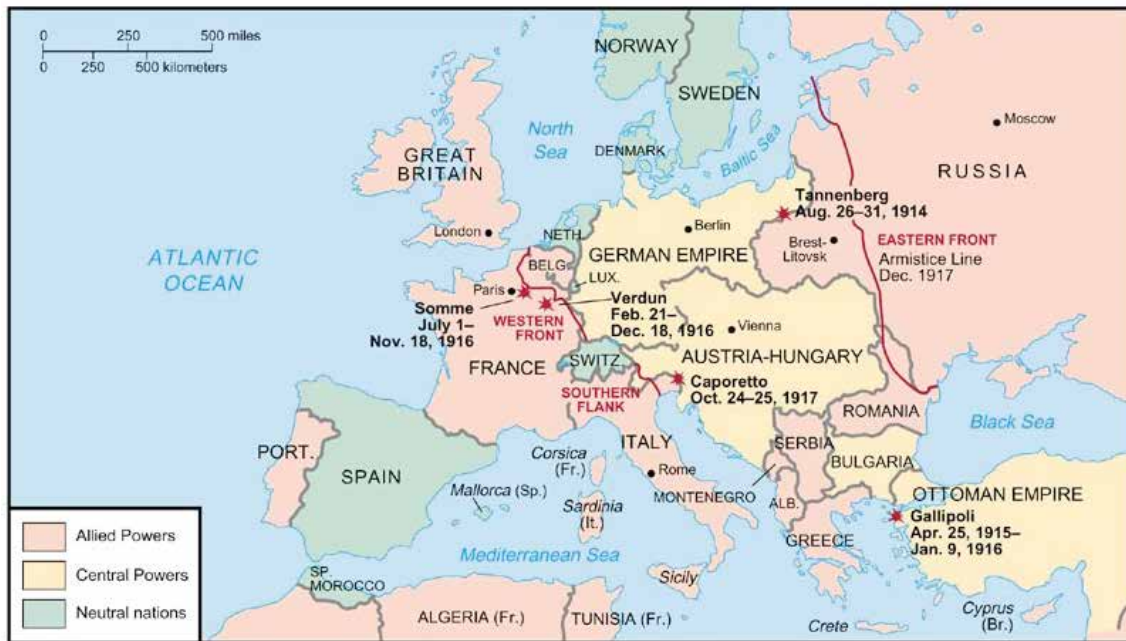 0 250 500 miles
0 250 500 kilometers
NORWAY
SWEDEN
North
Sea
Baltic Sea
Moscow
RUSSIA
DENMARK
GREAT
BRITAIN
London
NETH.
Berlin
GERMAN EMPIRE
Tannenberg
Aug. 26–31, 1914
Brest-
Litovsk
EASTERN FRONT
Armistice Line
Dec. 1917
ATLANTIC
OCEAN
BELG.
LUX.
Paris
Somme
July 1–
Nov. 18, 1916
WESTERN
FRONT
Verdun
Feb. 21–
Dec. 18, 1916
Vienna
AUSTRIA-HUNGARY
FRANCE
SWITZ.
SOUTHERN
FLANK
Caporetto
Oct. 24–25, 1917
ROMANIA
Black Sea
PORT.
SPAIN
ITALY
Corsica
(Fr.)
Rome
SERBIA
BULGARIA
MONTENEGRO
Mallorca (Sp.)
Sardinia
(It.)
ALB.
OTTOMAN EMPIRE
Gallipoli
Apr. 25, 1915–
Jan. 9, 1916
GREECE
Mediterranean Sea
Sicily
SP.
MOROCCO
ALGERIA (Fr.)
TUNISIA (Fr.)
Crete
Cyprus
(Br.)
Allied Powers
Central Powers
Neutral nations